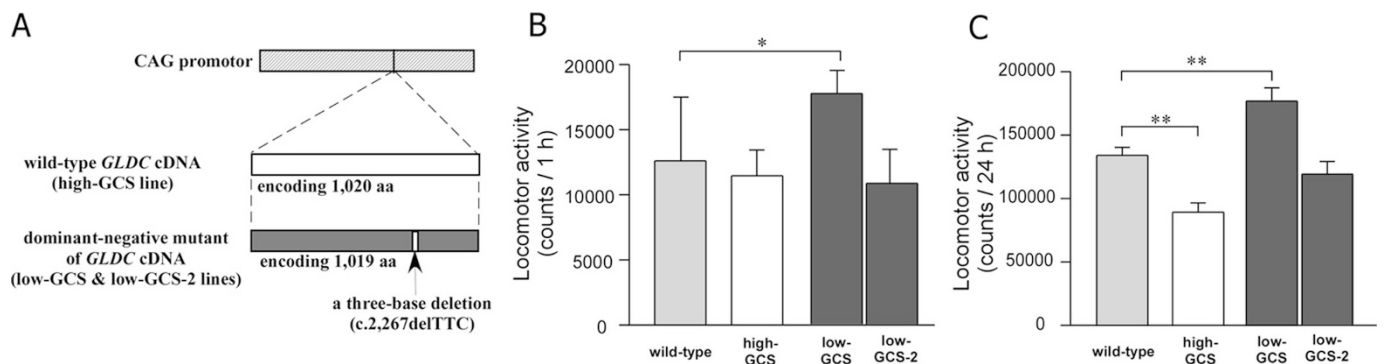 A
CAG promotor
wild-type GLDC cDNA
(high-GCS line)
encoding 1,020 aa
dominant-negative mutant
of GLDC cDNA
(low-GCS & low-GCS-2 lines)
encoding 1,019 aa
a three-base deletion
(c.2,267delTTC)
B
Locomotor activity
(counts / 1 h)
20000
15000
10000
5000
0
*
wild-type
high-
GCS
low-
GCS
low-
GCS-2
C
Locomotor activity
(counts / 24 h)
200000
150000
100000
50000
0
**
**
wild-type
high-
GCS
low-
GCS
low-
GCS-2